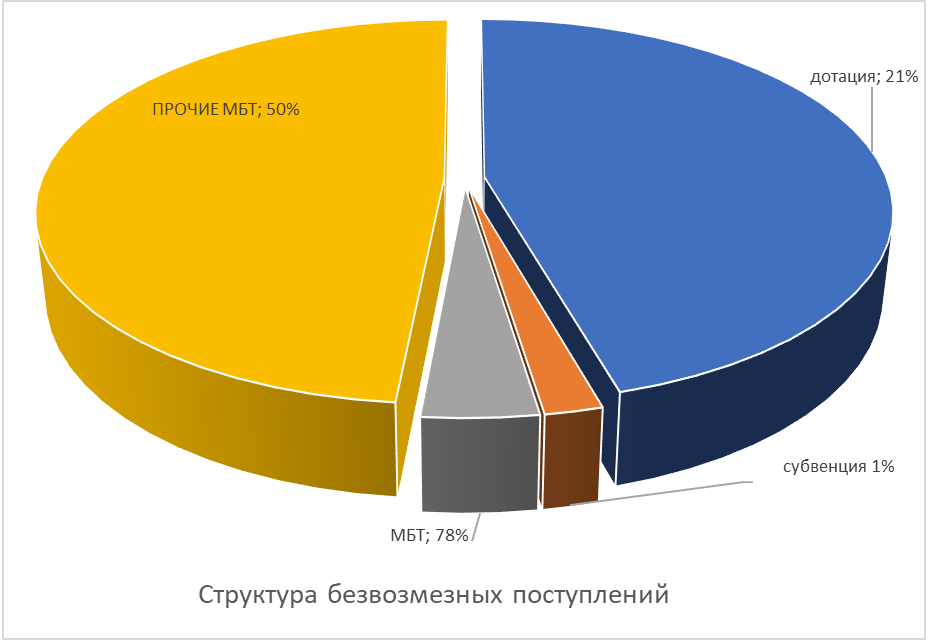 дотация; 21%
ПРОЧИЕ МБТ; 50%
субвенция 1%
МБТ; 78%
Структура безвозмезных поступлений